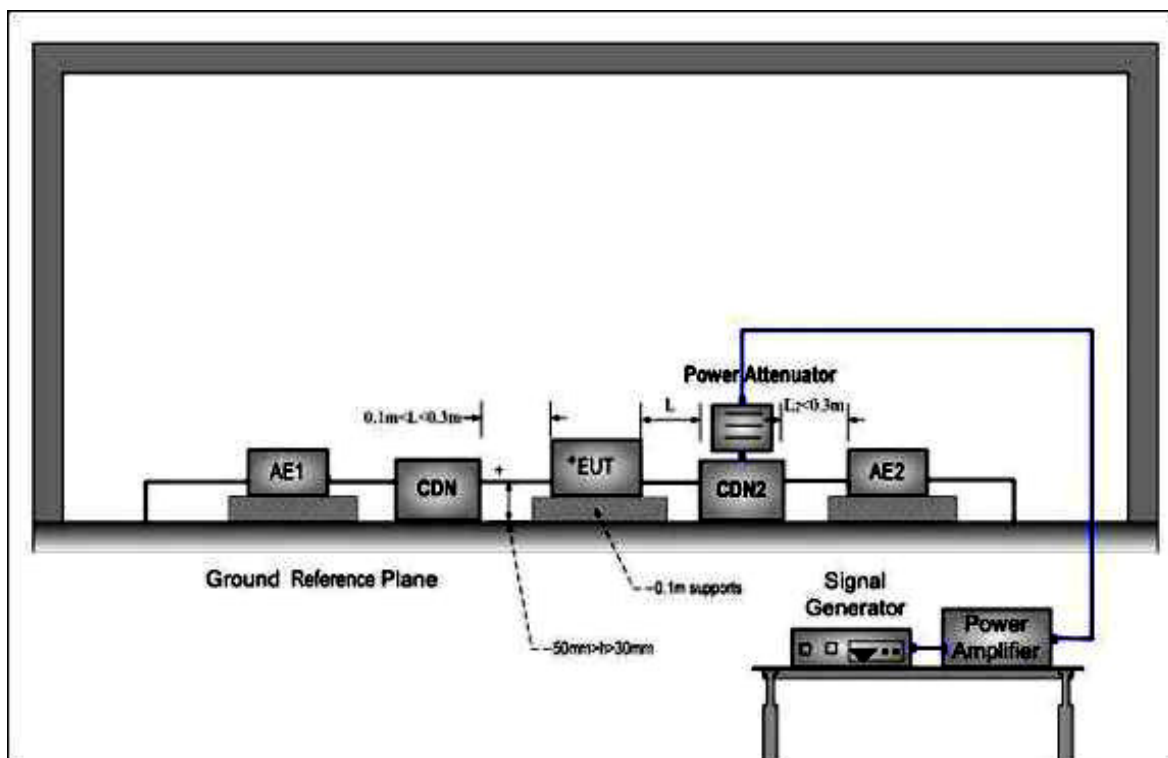 Power Attenuator
0.1m<L<0.3m
L
L₂<0.3m
AE1
CDN
+
*EUT
CDN2
AE2
Ground Reference Plane
0.1m supports
50mm>h>30mm
Signal
Generator
Power
Amplifier